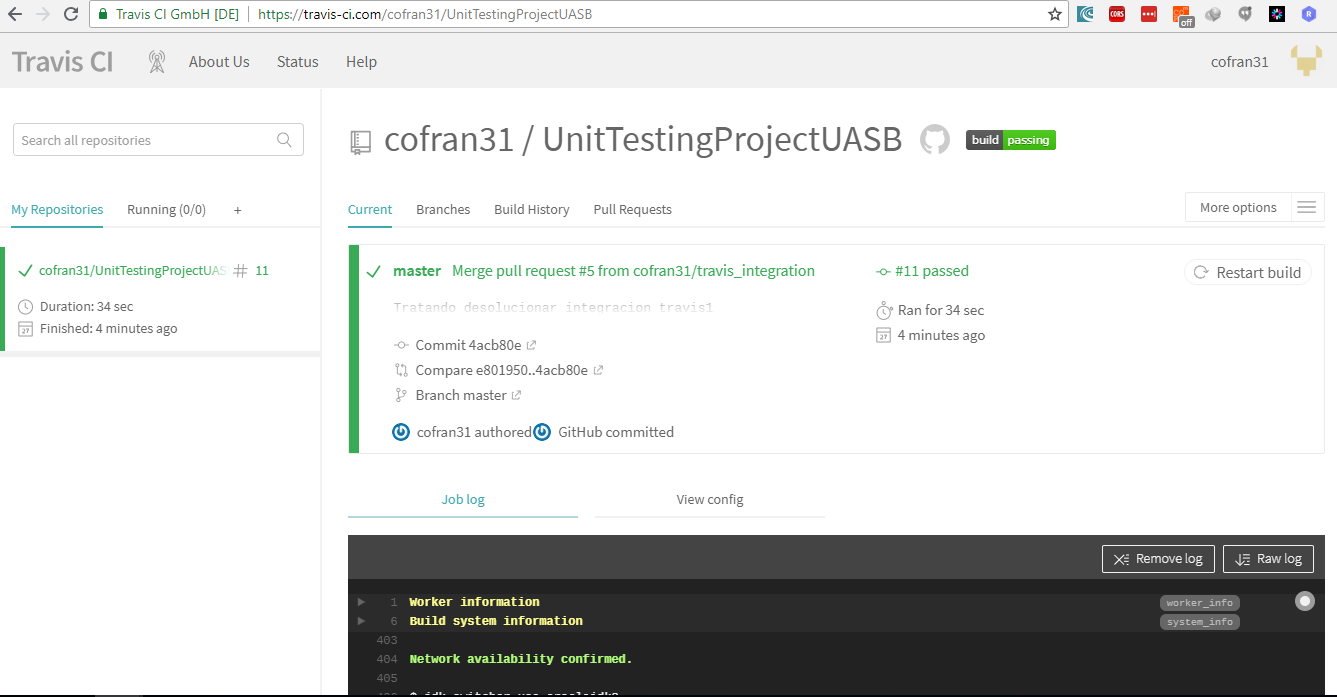 Travis CI GmbH [DE] https://travis-ci.com/cofran31/UnitTestingProjectUASB
CORS
off
R
Travis CI About Us Status Help cofran31
Search all repositories
cofran31 / UnitTestingProjectUASB build passing
My Repositories Running (0/0) +
Current Branches Build History Pull Requests More options
cofran31/UnitTestingProjectUAS # 11
Duration: 34 sec
Finished: 4 minutes ago
master Merge pull request #5 from cofran31/travis_integration
#11 passed
Restart build
Tratando desolucionar integracion travis1
Ran for 34 sec
4 minutes ago
Commit 4acb80e
Compare e801950..4acb80e
Branch master
cofran31 authored GitHub committed
Job log View config
Remove log Raw log
1 Worker information worker_info
6 Build system information system_info
403
404 Network availability confirmed.
405